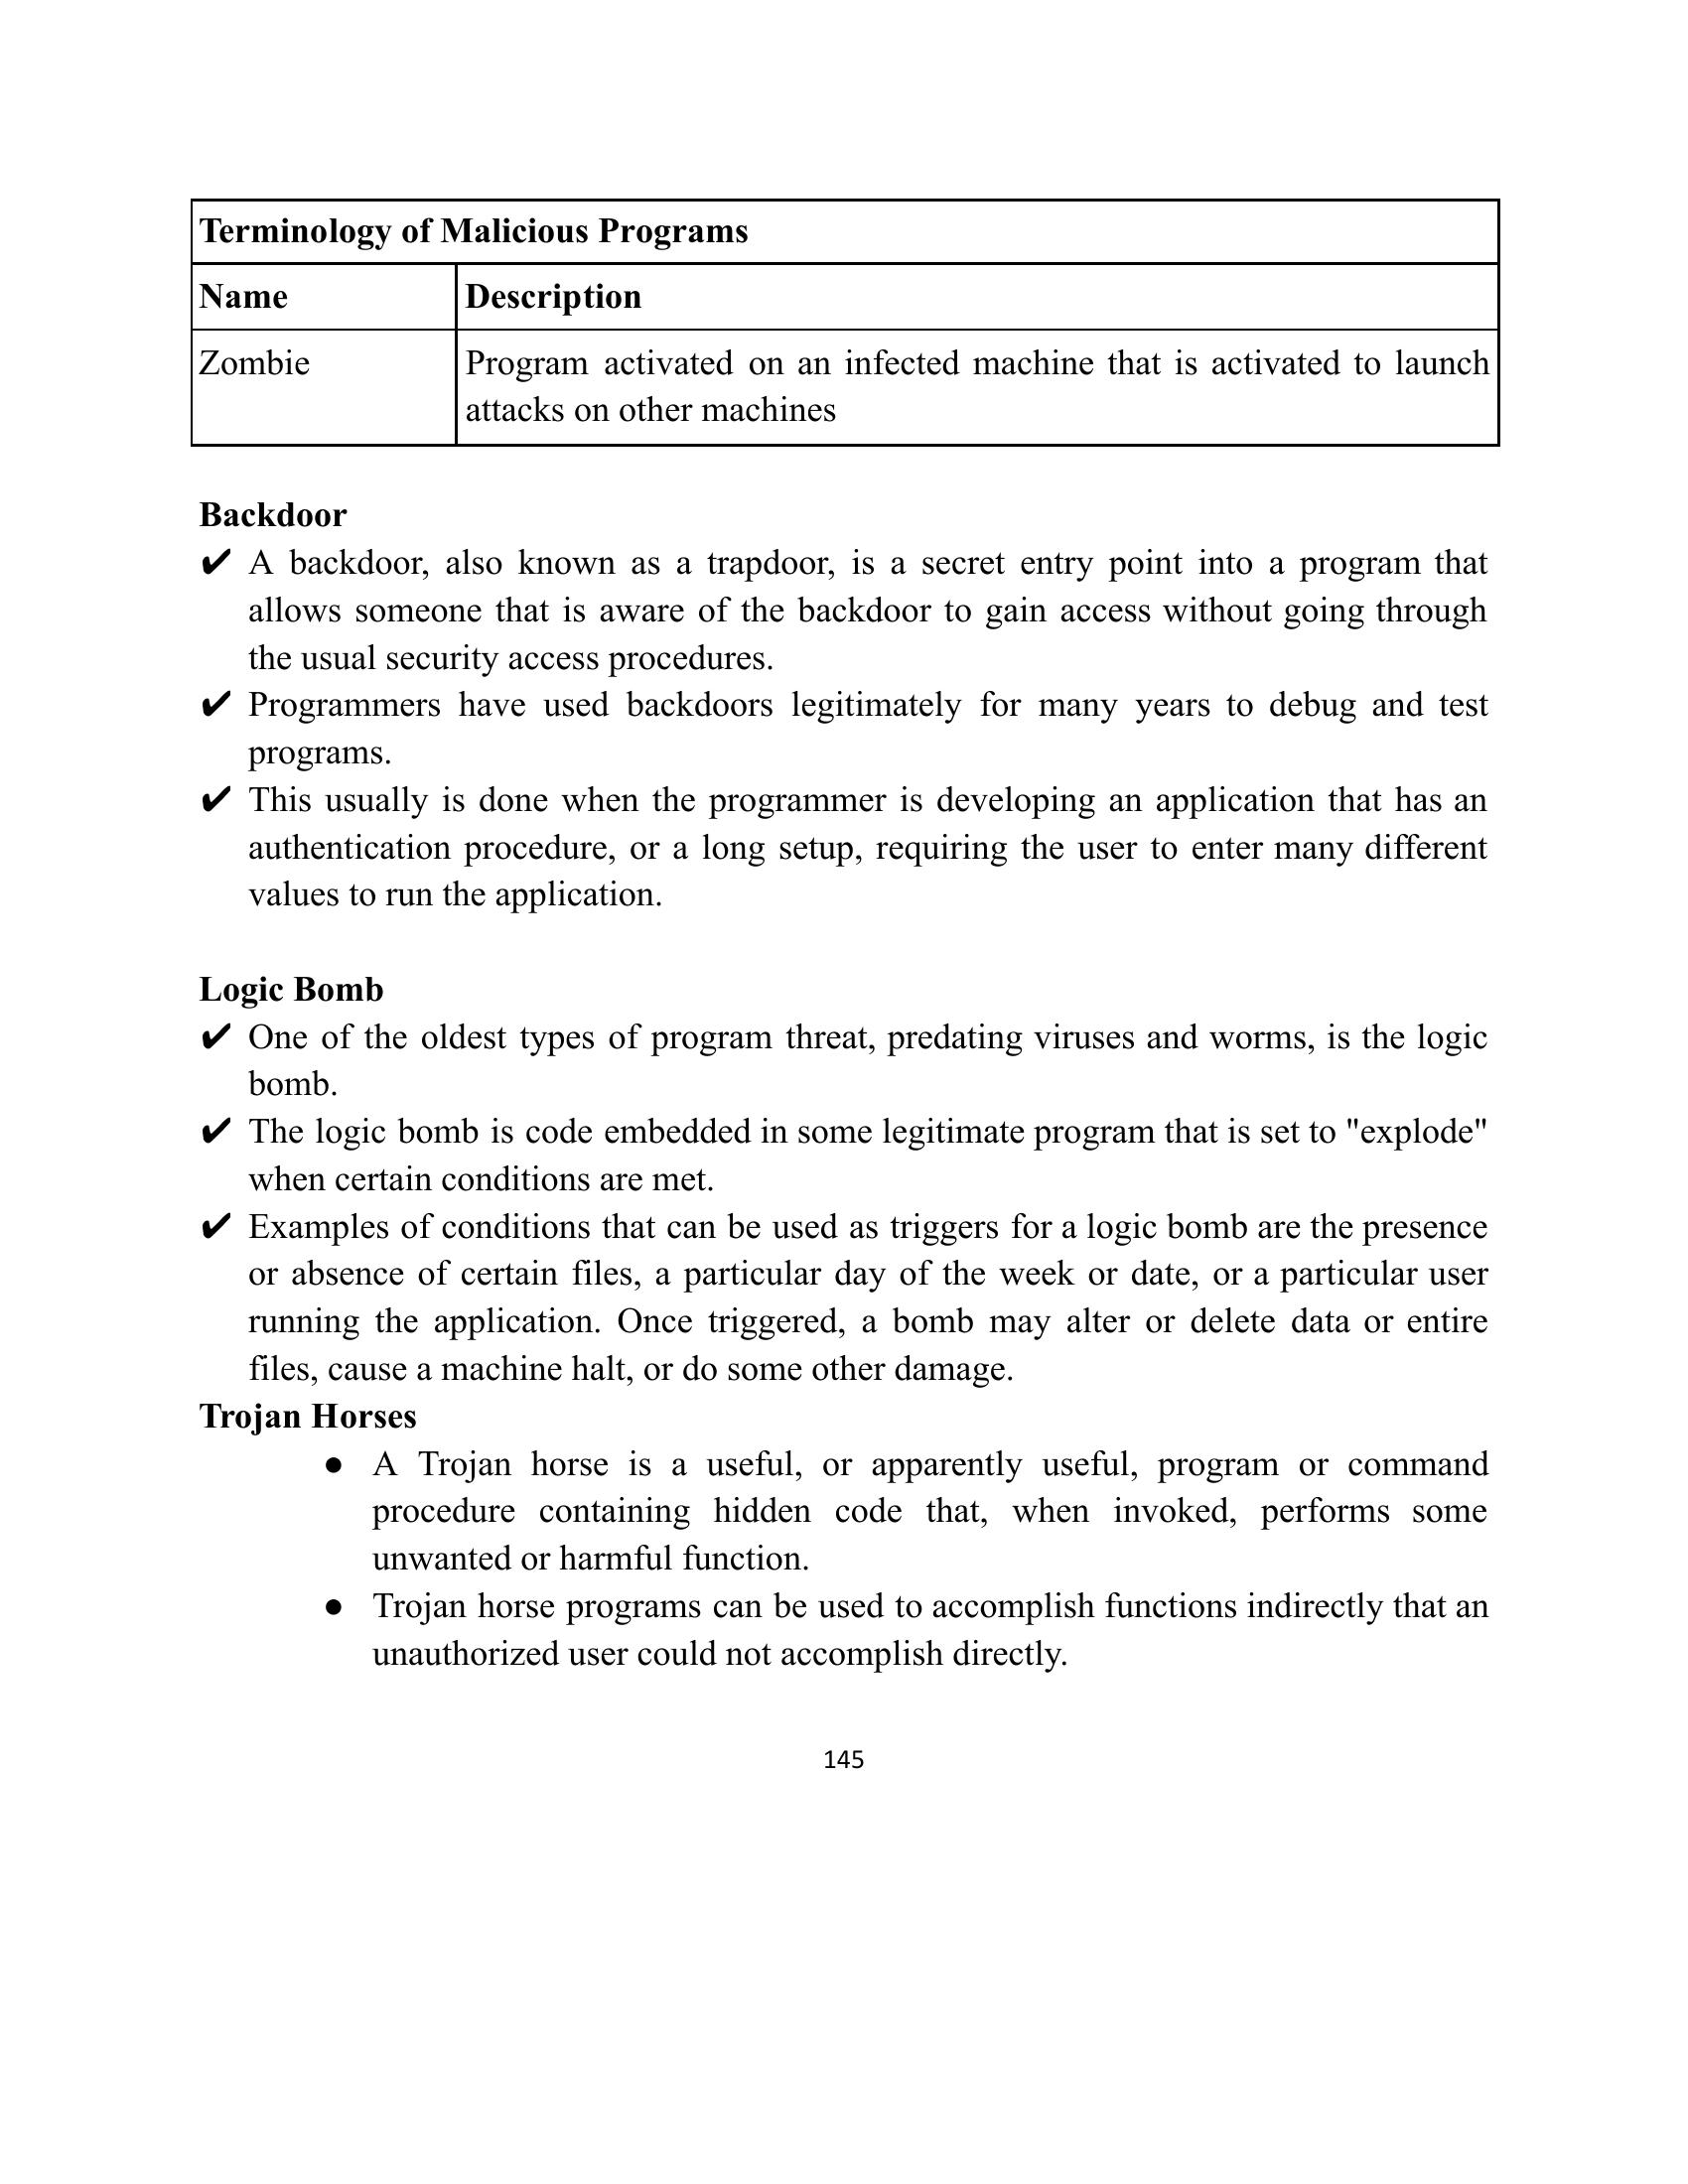 Terminology of Malicious Programs
Name Description
Zombie Program activated on an infected machine that is activated to launch
attacks on other machines
Backdoor
✔ A backdoor, also known as a trapdoor, is a secret entry point into a program that
allows someone that is aware of the backdoor to gain access without going through
the usual security access procedures.
✔ Programmers have used backdoors legitimately for many years to debug and test
programs.
✔ This usually is done when the programmer is developing an application that has an
authentication procedure, or a long setup, requiring the user to enter many different
values to run the application.
Logic Bomb
✔ One of the oldest types of program threat, predating viruses and worms, is the logic
bomb.
✔ The logic bomb is code embedded in some legitimate program that is set to "explode"
when certain conditions are met.
✔ Examples of conditions that can be used as triggers for a logic bomb are the presence
or absence of certain files, a particular day of the week or date, or a particular user
running the application. Once triggered, a bomb may alter or delete data or entire
files, cause a machine halt, or do some other damage.
Trojan Horses
● A Trojan horse is a useful, or apparently useful, program or command
procedure containing hidden code that, when invoked, performs some
unwanted or harmful function.
● Trojan horse programs can be used to accomplish functions indirectly that an
unauthorized user could not accomplish directly.
145